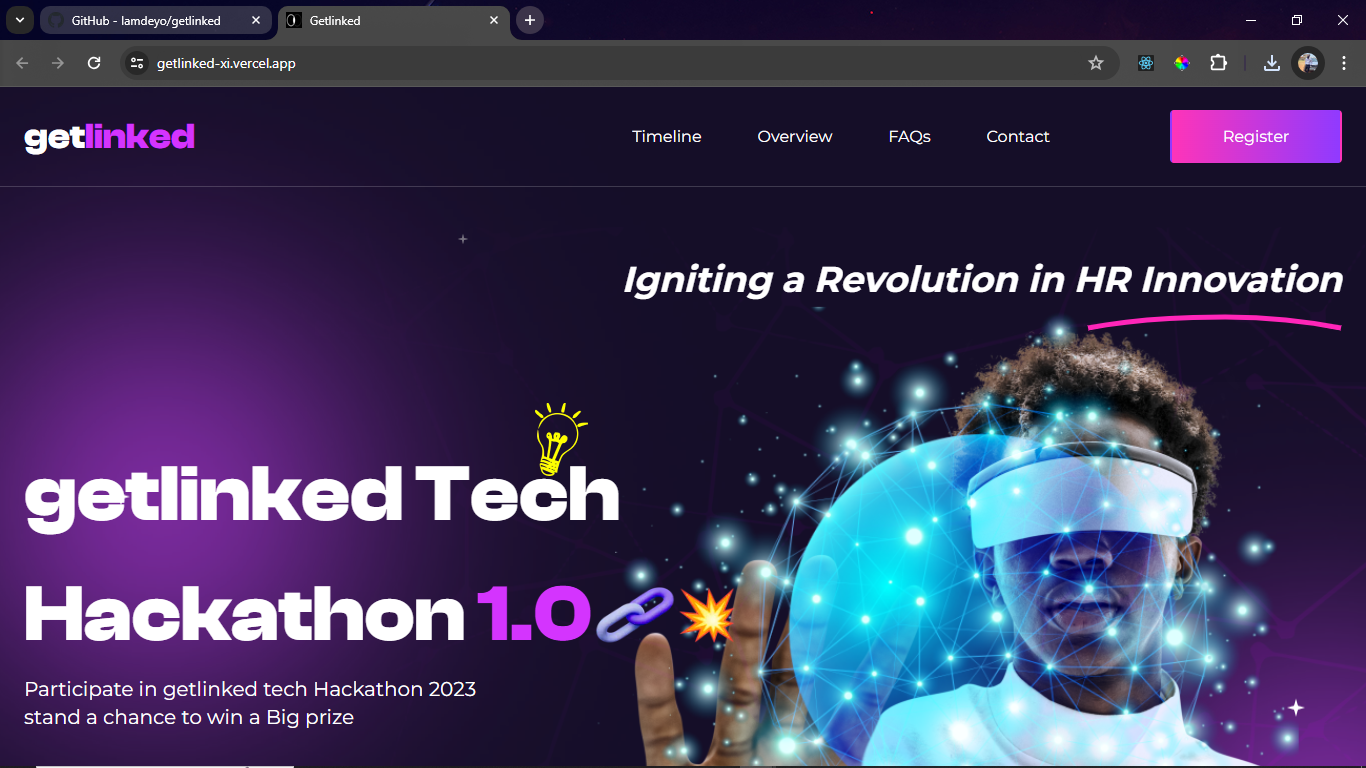 GitHub - Iamdeyo/getlinked
Getlinked
getlinked-xi.vercel.app
getlinked
Timeline
Overview
FAQs
Contact
Register
Igniting a Revolution in HR Innovation
getlinked Tech
Hackathon 1.0
Participate in getlinked tech Hackathon 2023
stand a chance to win a Big prize